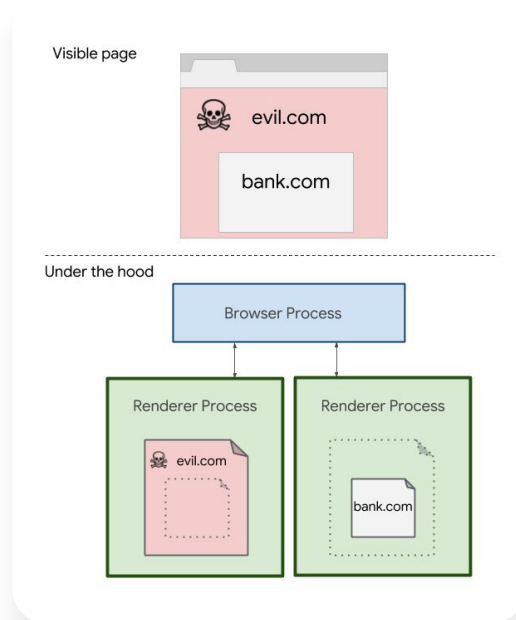 Visible page
evil.com
bank.com
Under the hood
Browser Process
Renderer Process
Renderer Process
evil.com
bank.com